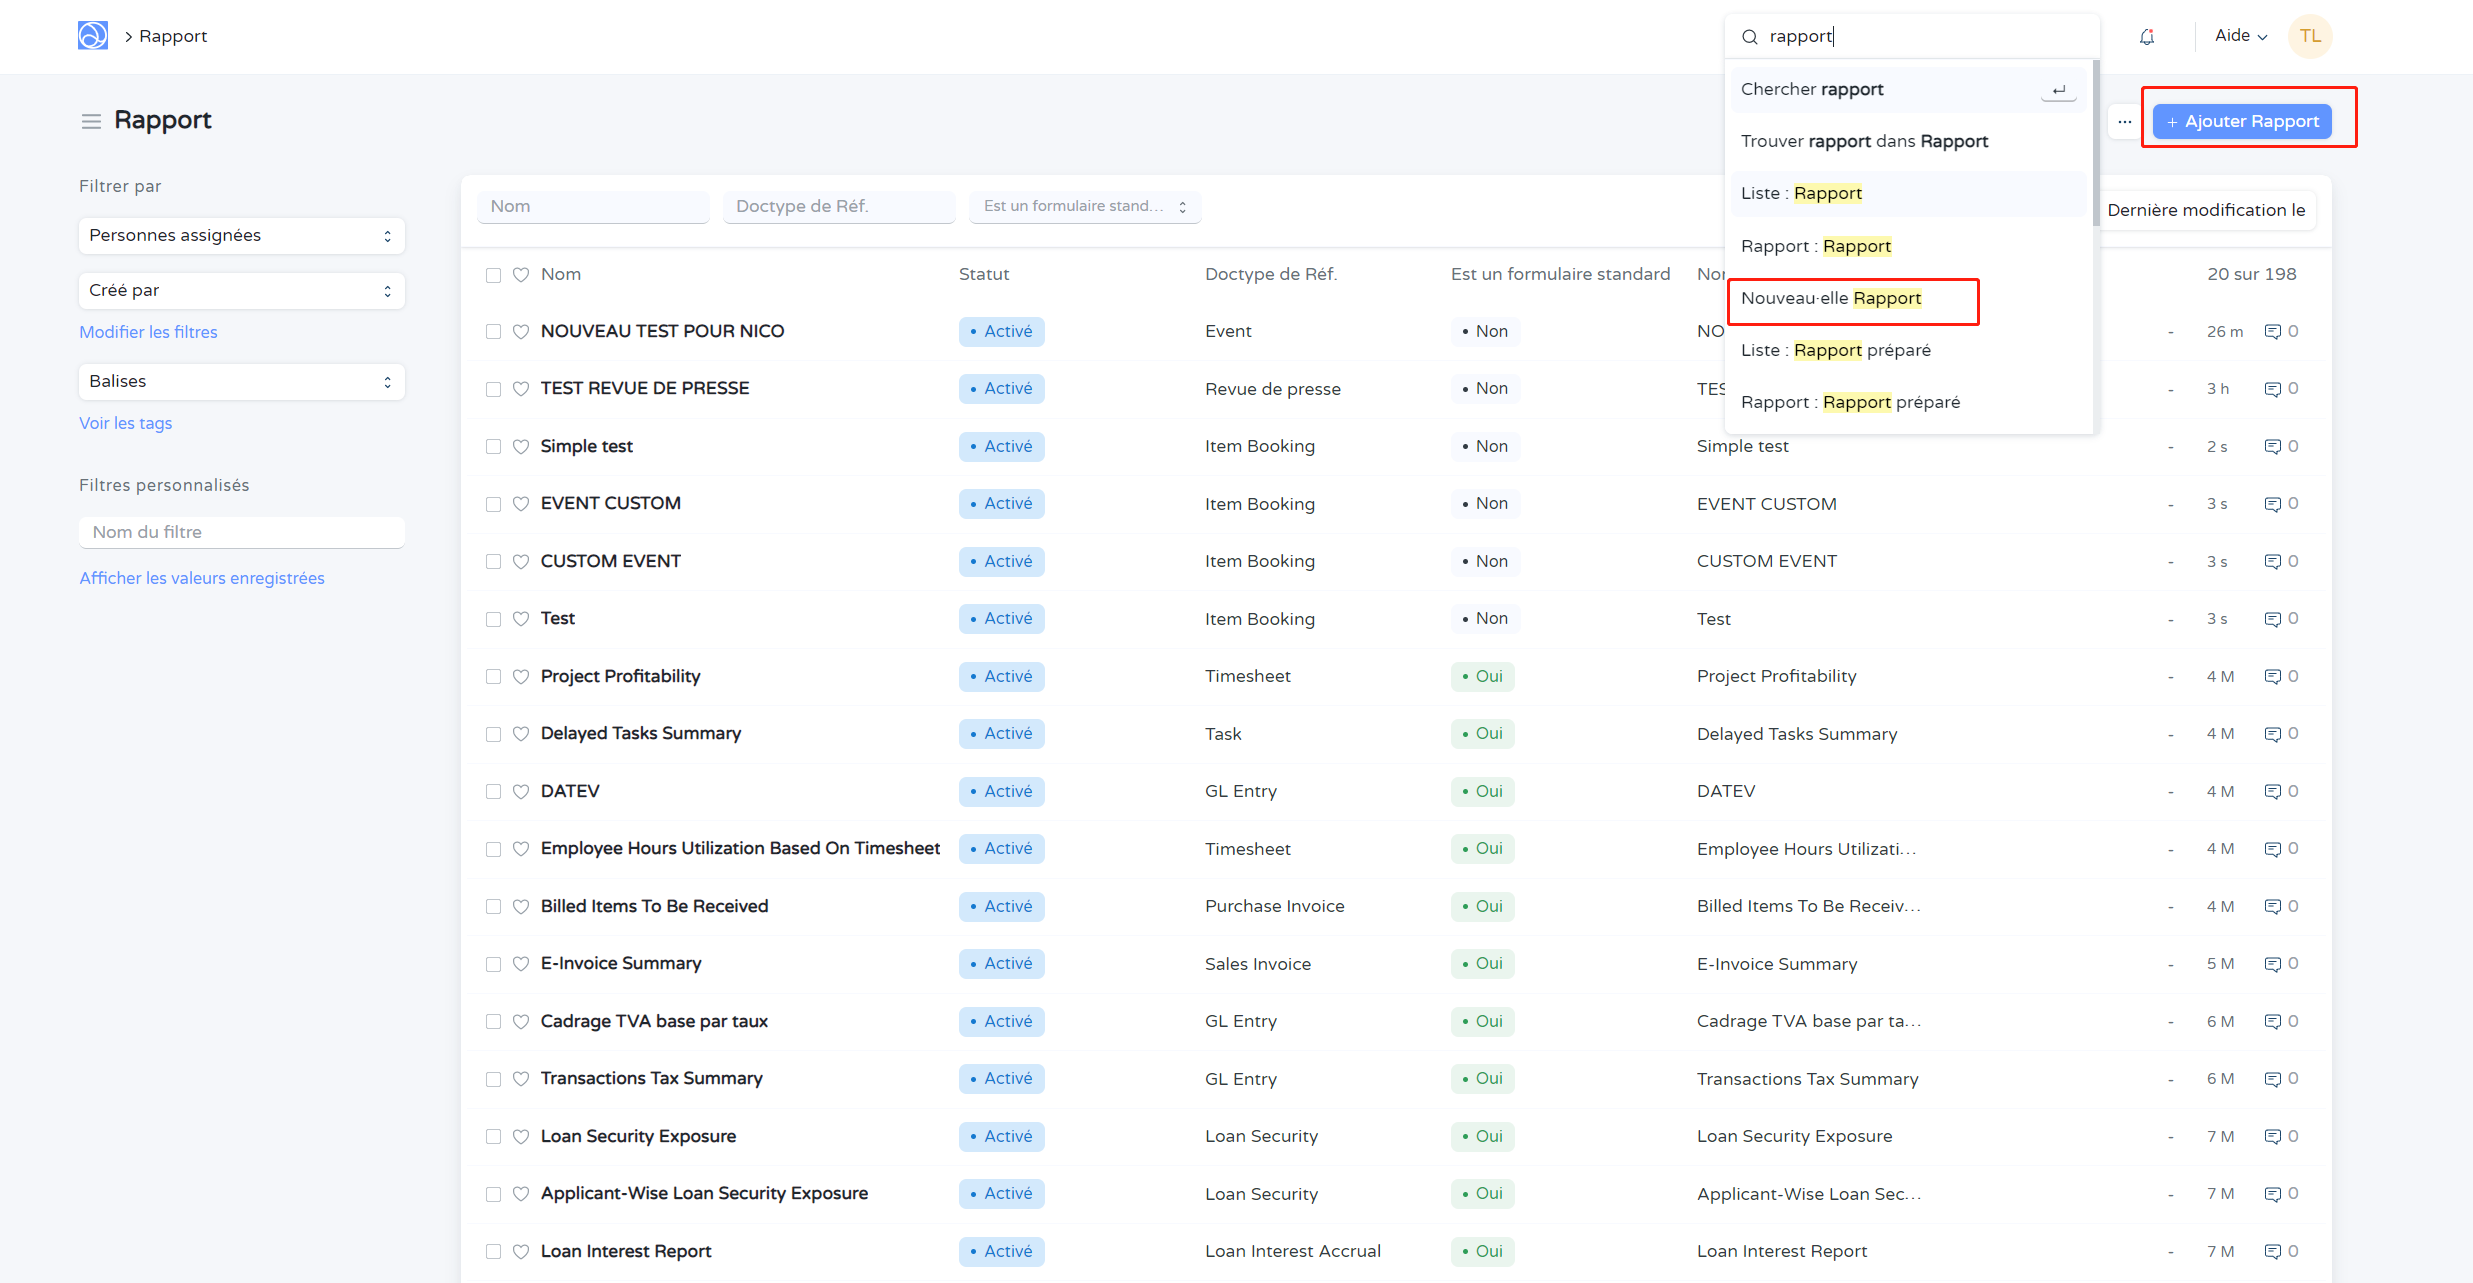 Rapport
rapport
Aide
TL
Chercher rapport
Trouver rapport dans Rapport
Liste : Rapport
Rapport : Rapport
Nouveau·elle Rapport
Liste : Rapport préparé
Rapport : Rapport préparé
Rapport
... + Ajouter Rapport
Filtrer par
Personnes assignées
Créé par
Modifier les filtres
Balises
Voir les tags
Filtres personnalisés
Nom du filtre
Afficher les valeurs enregistrées
Nom Doctype de Réf. Est un formulaire stand... Dernière modification le
Nom Statut Doctype de Réf. Est un formulaire standard 20 sur 198
NOUVEAU TEST POUR NICO • Activé Event • Non NO - 26 m 0
TEST REVUE DE PRESSE • Activé Revue de presse • Non TES - 3 h 0
Simple test • Activé Item Booking • Non Simple test - 2 s 0
EVENT CUSTOM • Activé Item Booking • Non EVENT CUSTOM - 3 s 0
CUSTOM EVENT • Activé Item Booking • Non CUSTOM EVENT - 3 s 0
Test • Activé Item Booking • Non Test - 3 s 0
Project Profitability • Activé Timesheet • Oui Project Profitability - 4 M 0
Delayed Tasks Summary • Activé Task • Oui Delayed Tasks Summary - 4 M 0
DATEV • Activé GL Entry • Oui DATEV - 4 M 0
Employee Hours Utilization Based On Timesheet • Activé Timesheet • Oui Employee Hours Utilizati... - 4 M 0
Billed Items To Be Received • Activé Purchase Invoice • Oui Billed Items To Be Receiv... - 4 M 0
E-Invoice Summary • Activé Sales Invoice • Oui E-Invoice Summary - 5 M 0
Cadrage TVA base par taux • Activé GL Entry • Oui Cadrage TVA base par ta... - 6 M 0
Transactions Tax Summary • Activé GL Entry • Oui Transactions Tax Summary - 6 M 0
Loan Security Exposure • Activé Loan Security • Oui Loan Security Exposure - 7 M 0
Applicant-Wise Loan Security Exposure • Activé Loan Security • Oui Applicant-Wise Loan Sec... - 7 M 0
Loan Interest Report • Activé Loan Interest Accrual • Oui Loan Interest Report - 7 M 0